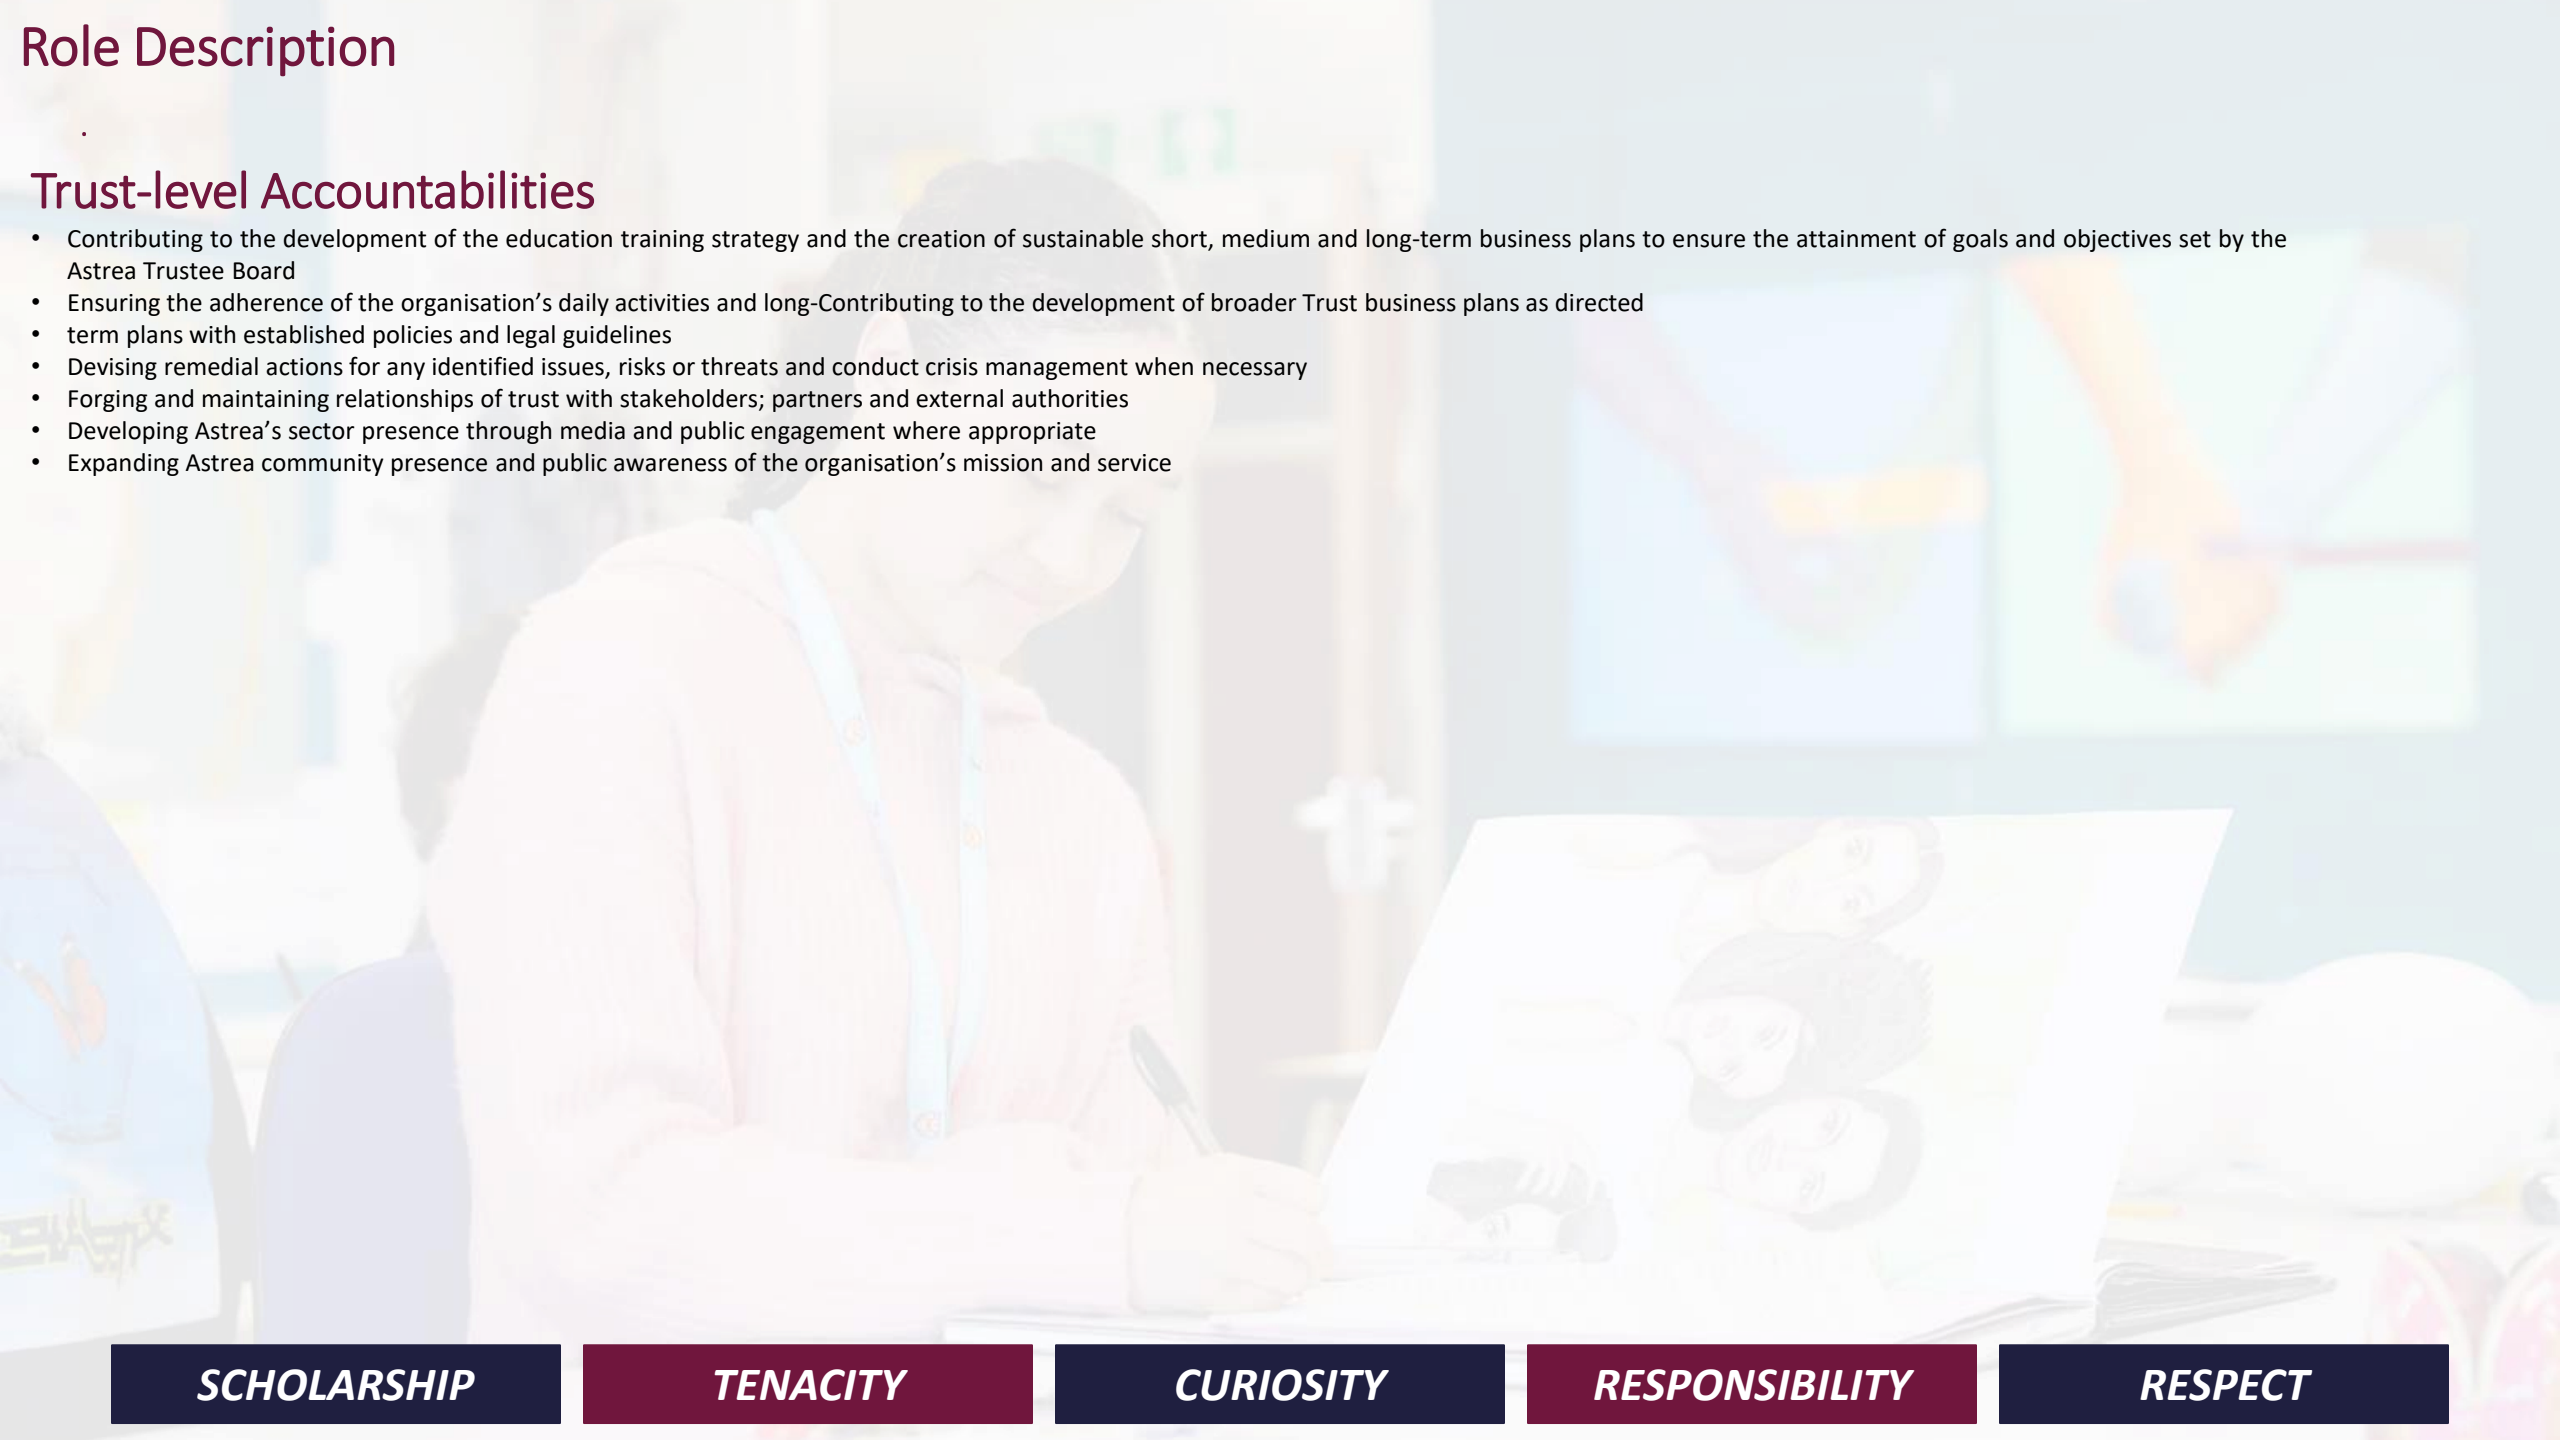 Role Description
.
Trust-level Accountabilities
• Contributing to the development of the education training strategy and the creation of sustainable short, medium and long-term business plans to ensure the attainment of goals and objectives set by the
Astrea Trustee Board
• Ensuring the adherence of the organisation’s daily activities and long-Contributing to the development of broader Trust business plans as directed
• term plans with established policies and legal guidelines
• Devising remedial actions for any identified issues, risks or threats and conduct crisis management when necessary
• Forging and maintaining relationships of trust with stakeholders; partners and external authorities
• Developing Astrea’s sector presence through media and public engagement where appropriate
• Expanding Astrea community presence and public awareness of the organisation’s mission and service
SCHOLARSHIP
TENACITY
CURIOSITY
RESPONSIBILITY
RESPECT